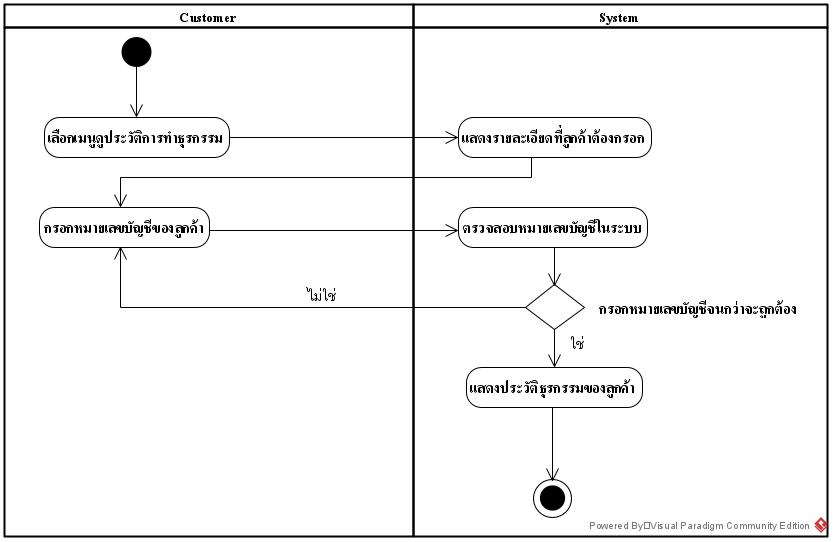 Customer
System
เลือกเมนูดูประวัติการทำธุรกรรม
แสดงรายละเอียดที่ลูกค้าต้องกรอก
กรอกหมายเลขบัญชีของลูกค้า
ตรวจสอบหมายเลขบัญชีในระบบ
ไม่ใช่
กรอกหมายเลขบัญชีจนกว่าจะถูกต้อง
ใช่
แสดงประวัติธุรกรรมของลูกค้า
Powered By Visual Paradigm Community Edition